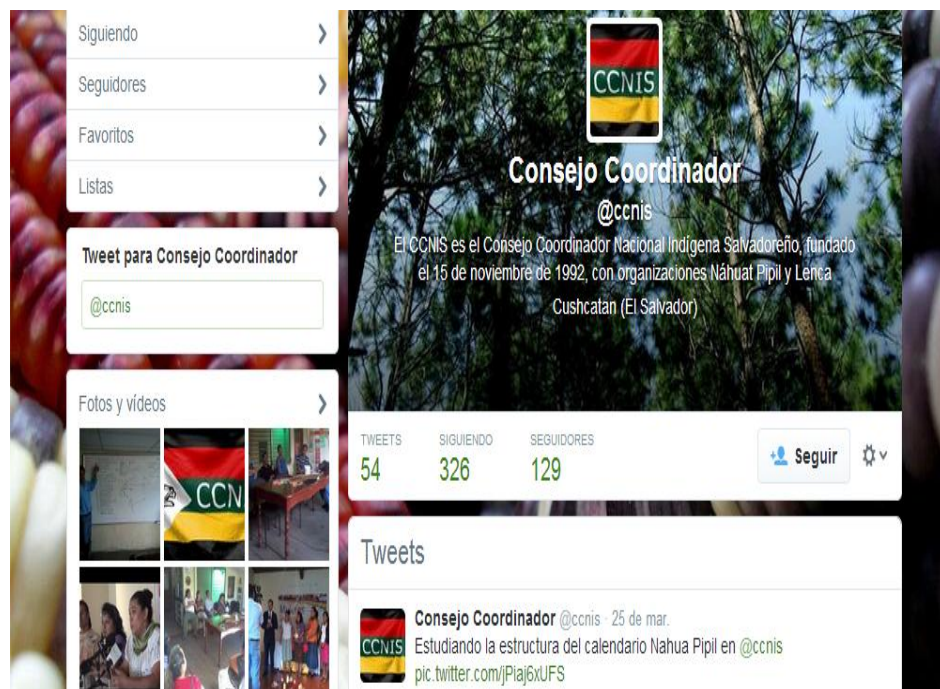 Siguiendo
Seguidores
Favoritos
Listas
Tweet para Consejo Coordinador
@ccnis
Fotos y vídeos
CCN
CCNIS
Consejo Coordinador
@ccnis
El CCNIS es el Consejo Coordinador Nacional Indígena Salvadoreño, fundado
el 15 de noviembre de 1992, con organizaciones Náhuat Pipil y Lenca
Cushcatan (El Salvador)
TWEETS SIGUIENDO SEGUIDORES
54 326 129
Seguir
Tweets
CCNIS
Consejo Coordinador @ccnis · 25 de mar.
Estudiando la estructura del calendario Nahua Pipil en @ccnis
pic.twitter.com/jPiaj6xUFS